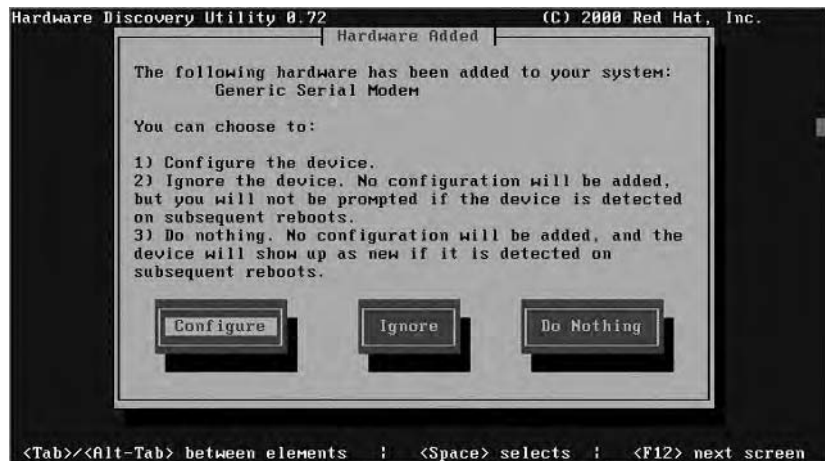 Hardware Discovery Utility 0.72 (C) 2000 Red Hat, Inc.
Hardware Added
The following hardware has been added to your system:
Generic Serial Modem
You can choose to:
1) Configure the device.
2) Ignore the device. No configuration will be added,
but you will not be prompted if the device is detected
on subsequent reboots.
3) Do nothing. No configuration will be added, and the
device will show up as new if it is detected on
subsequent reboots.
Configure Ignore Do Nothing
<Tab>/<Alt-Tab> between elements ¦ <Space> selects ¦ <F12> next screen